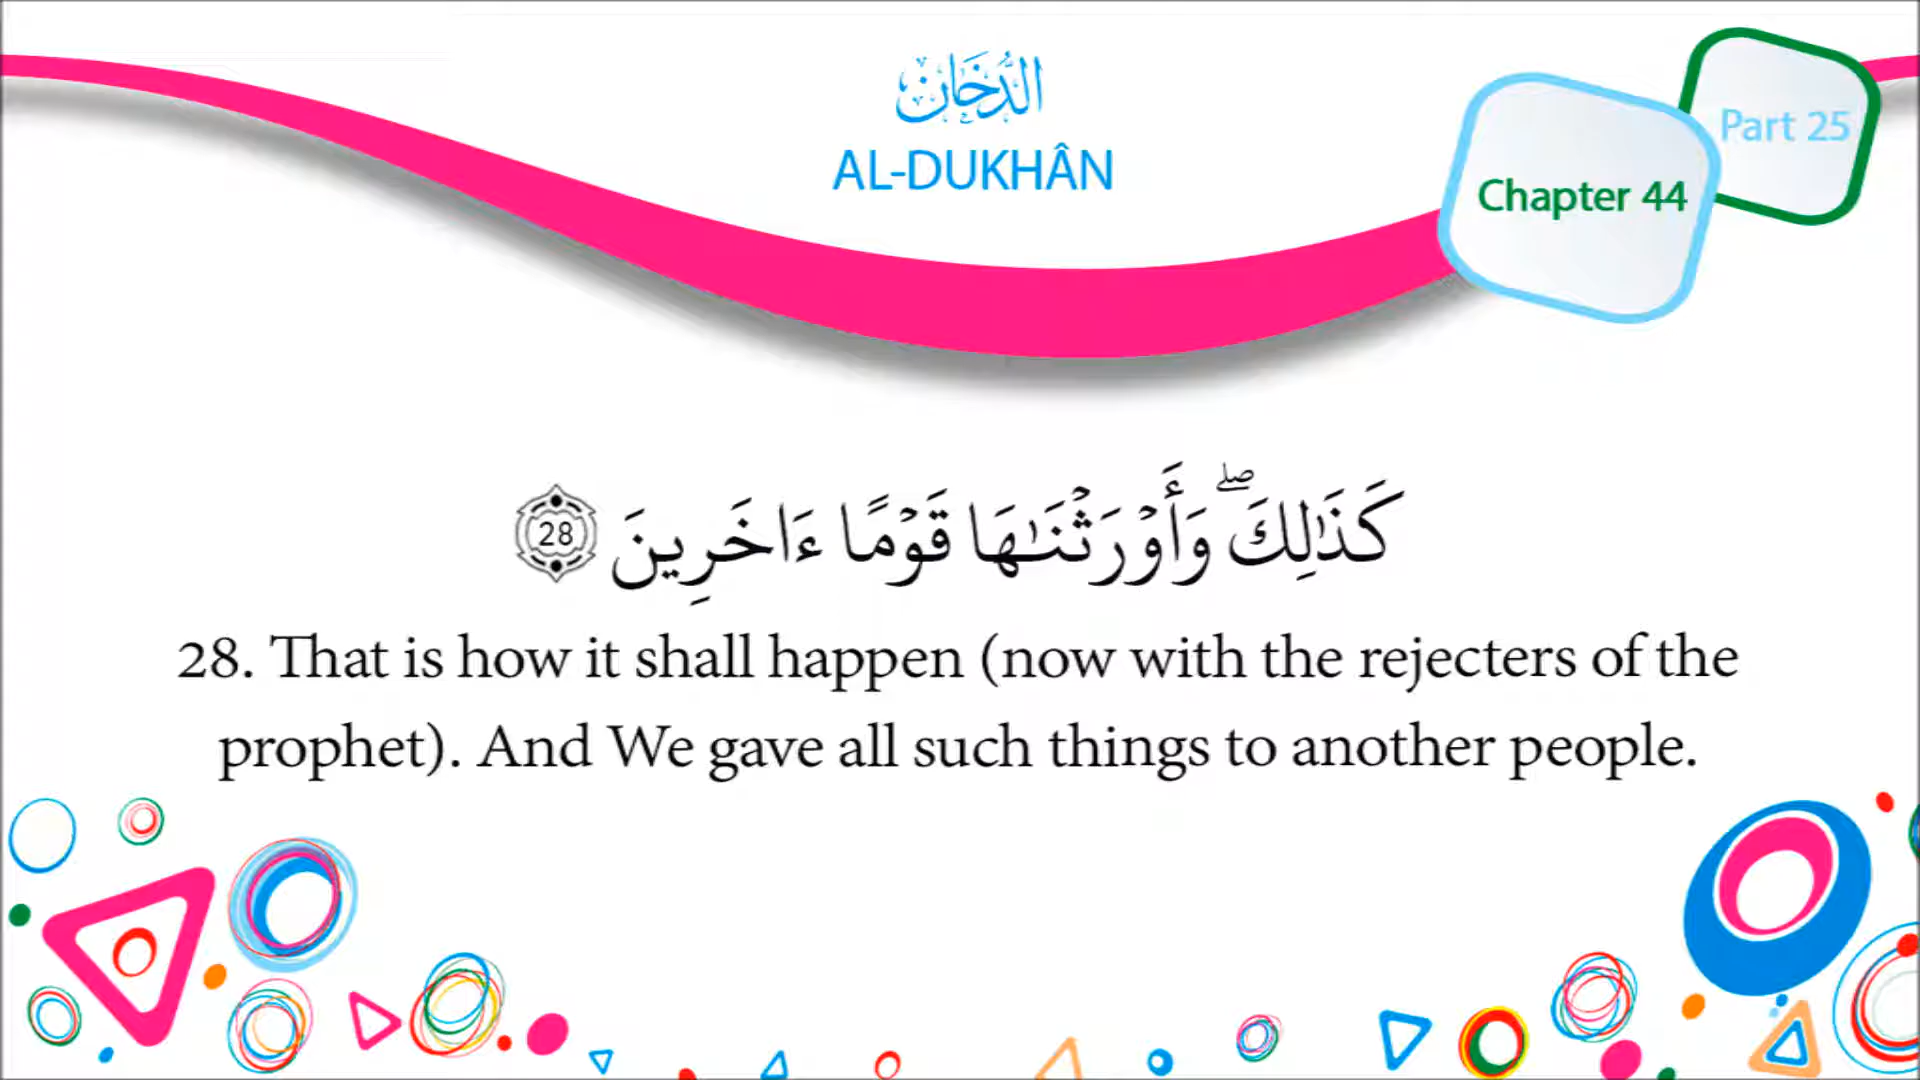 الدُّخَان
AL-DUKHÂN
Part 25
Chapter 44
كَذَٰلِكَ ۖ وَأَوْرَثْنَٰهَا قَوْمًا ءَاخَرِينَ 28
28. That is how it shall happen (now with the rejecters of the
prophet). And We gave all such things to another people.